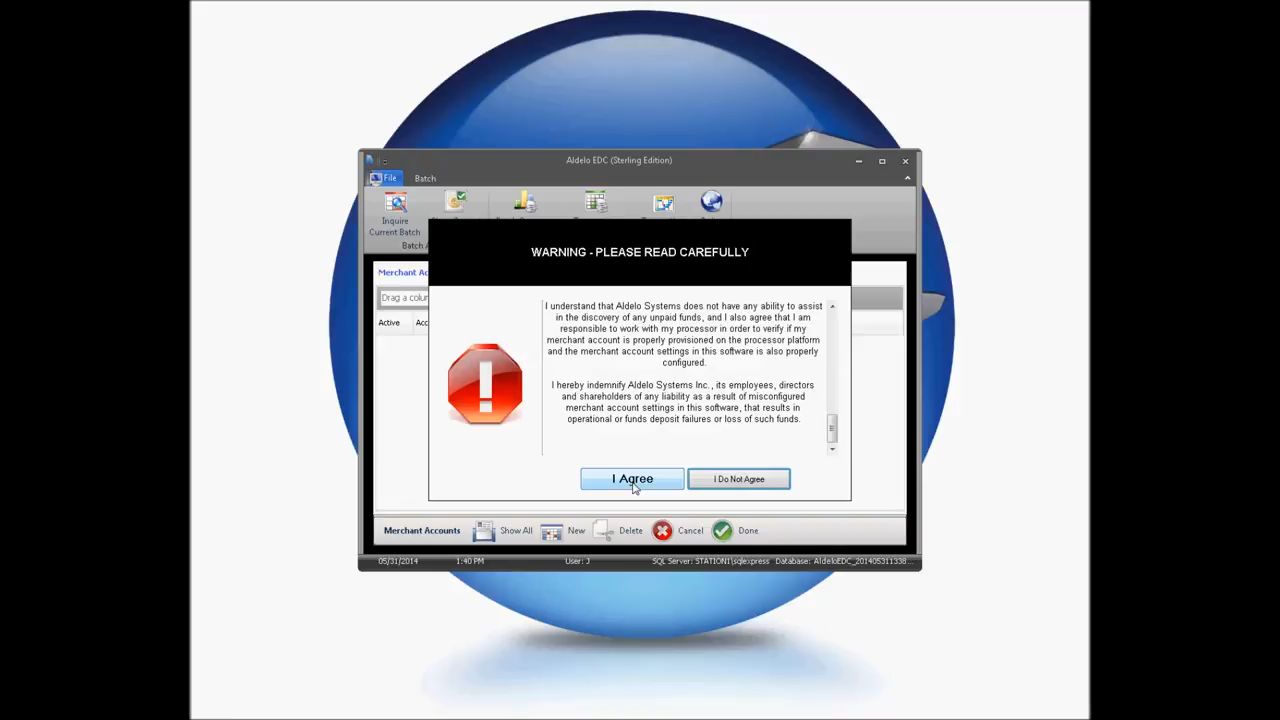 Aldelo EDC (Sterling Edition)
File Batch
Inquire
Current Batch
Batch A
WARNING - PLEASE READ CAREFULLY
Merchant Ac
Drag a colur
Active Acc
I understand that Aldelo Systems does not have any ability to assist
in the discovery of any unpaid funds, and I also agree that I am
responsible to work with my processor in order to verify if my
merchant account is properly provisioned on the processor platform
and the merchant account settings in this software is also properly
configured.
I hereby indemnify Aldelo Systems Inc., its employees, directors
and shareholders of any liability as a result of misconfigured
merchant account settings in this software, that results in
operational or funds deposit failures or loss of such funds.
I Agree I Do Not Agree
Merchant Accounts Show All New Delete Cancel Done
05/31/2014 1:40 PM User: J SQL Server: STATION1\sqlexpress Database: AldeloEDC_201405311338...